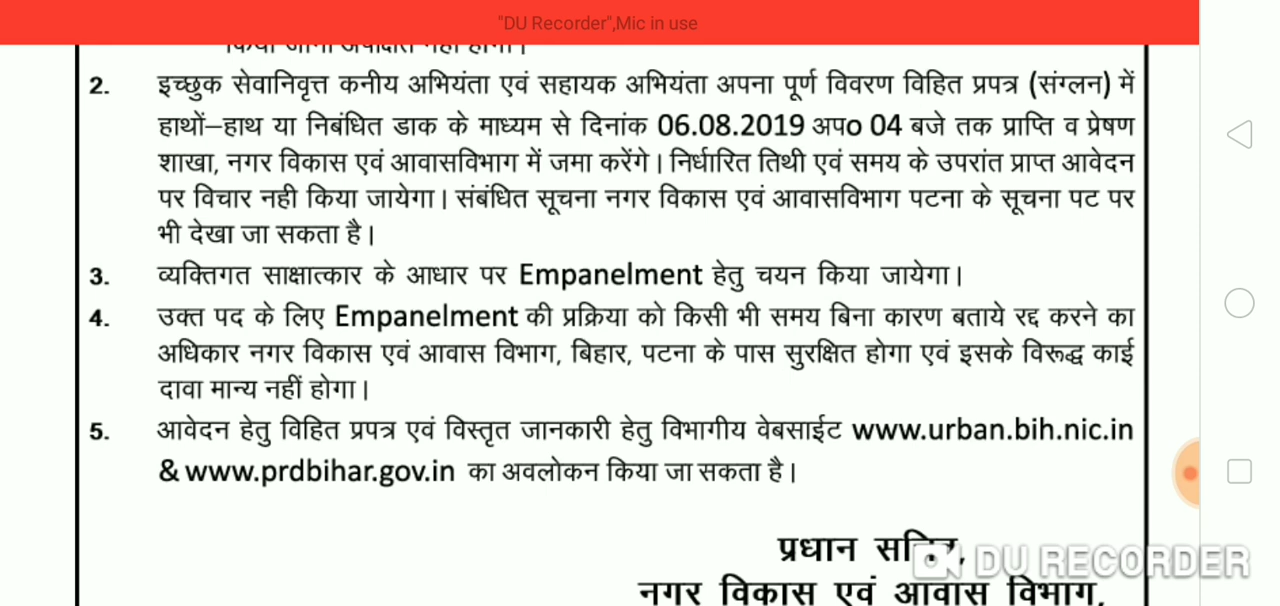 "DU Recorder",Mic in use
2. इच्छुक सेवानिवृत्त कनीय अभियंता एवं सहायक अभियंता अपना पूर्ण विवरण विहित प्रपत्र (संग्लन) में
हाथों–हाथ या निबंधित डाक के माध्यम से दिनांक 06.08.2019 अप० 04 बजे तक प्राप्ति व प्रेषण
शाखा, नगर विकास एवं आवासविभाग में जमा करेंगे। निर्धारित तिथी एवं समय के उपरांत प्राप्त आवेदन
पर विचार नही किया जायेगा। संबंधित सूचना नगर विकास एवं आवासविभाग पटना के सूचना पट पर
भी देखा जा सकता है।
3. व्यक्तिगत साक्षात्कार के आधार पर Empanelment हेतु चयन किया जायेगा।
4. उक्त पद के लिए Empanelment की प्रक्रिया को किसी भी समय बिना कारण बताये रद्द करने का
अधिकार नगर विकास एवं आवास विभाग, बिहार, पटना के पास सुरक्षित होगा एवं इसके विरूद्ध काई
दावा मान्य नहीं होगा।
5. आवेदन हेतु विहित प्रपत्र एवं विस्तृत जानकारी हेतु विभागीय वेबसाईट www.urban.bih.nic.in
& www.prdbihar.gov.in का अवलोकन किया जा सकता है।
प्रधान
DU RECORDER
नगर विकास एवं आवास विभाग,